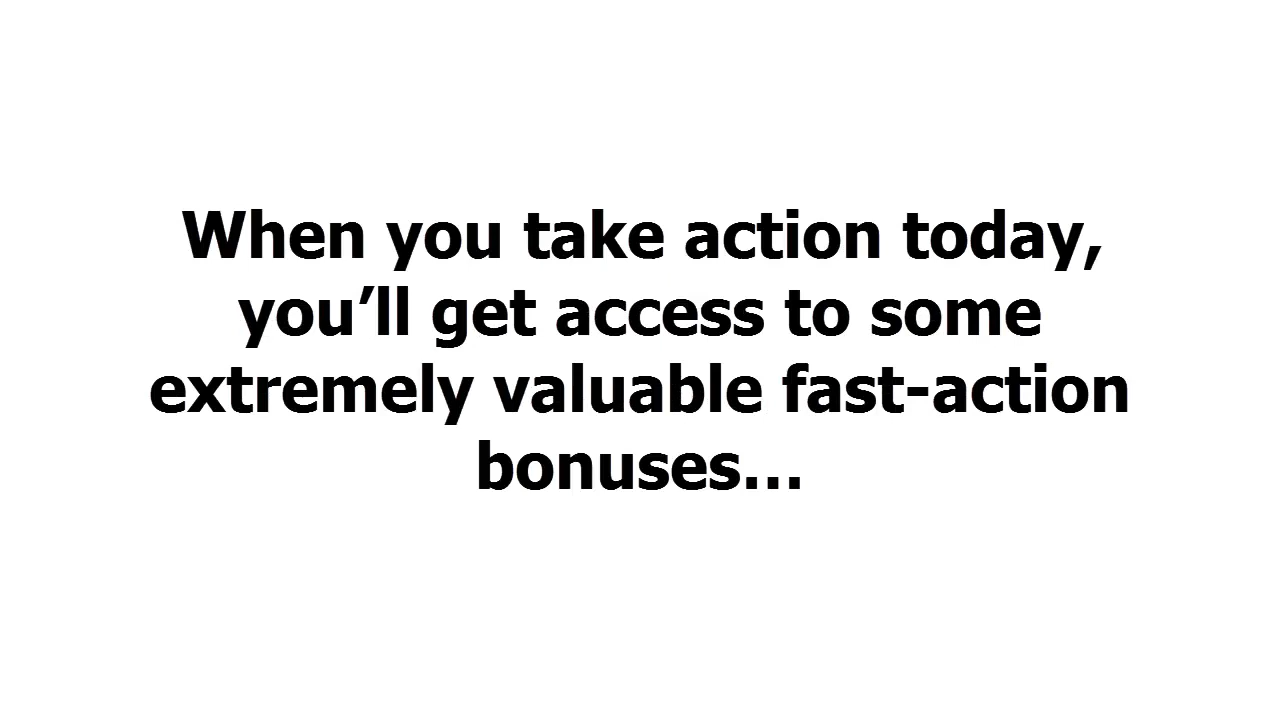 When you take action today,
you’ll get access to some
extremely valuable fast-action
bonuses…